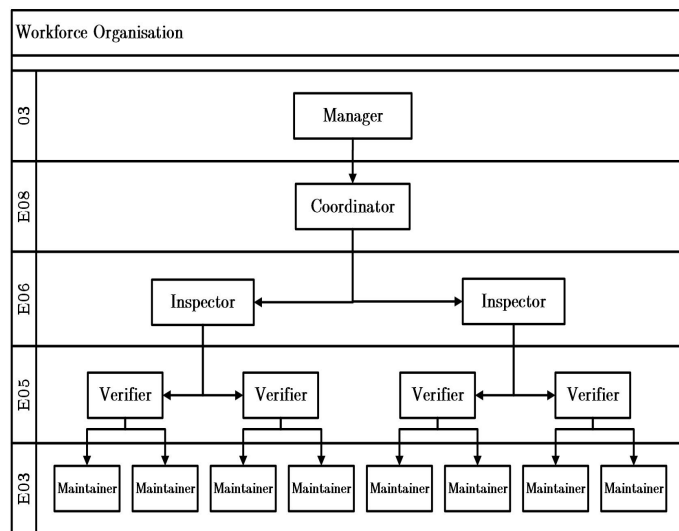 Workforce Organisation
03
Manager
E08
Coordinator
E06
Inspector Inspector
E05
Verifier Verifier Verifier Verifier
E03
Maintainer Maintainer Maintainer Maintainer Maintainer Maintainer Maintainer Maintainer